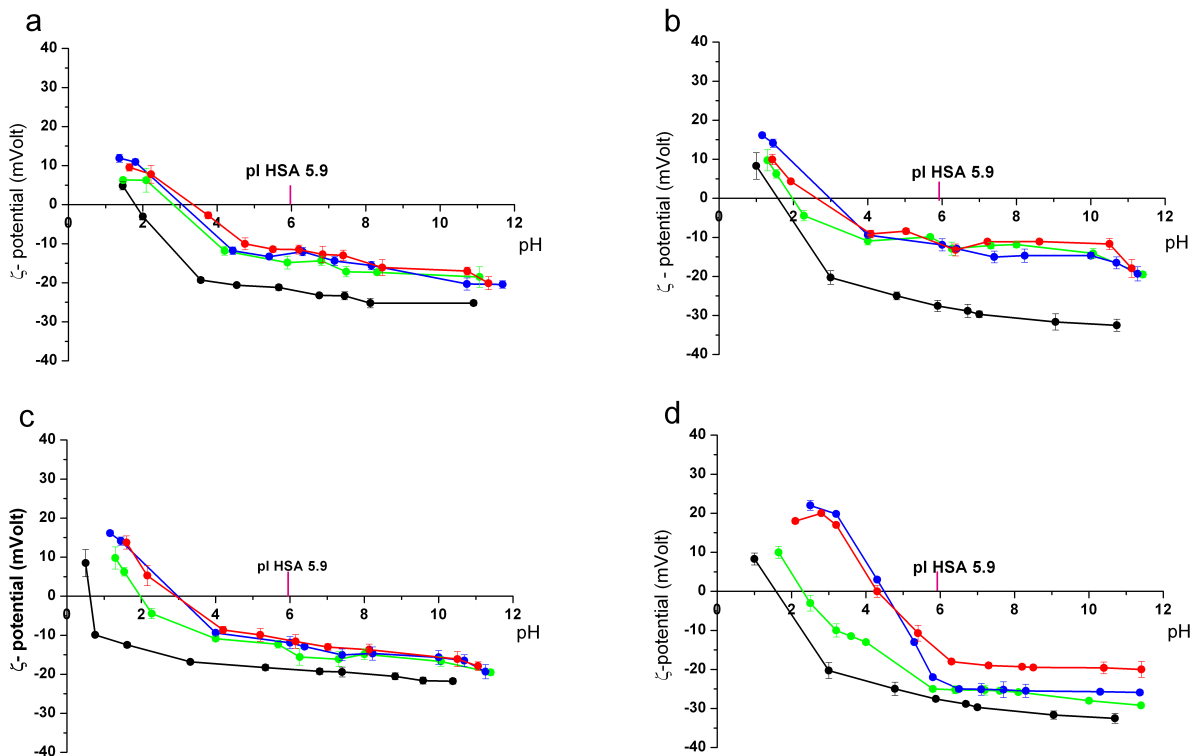 a
40
30
20
10
0
-10
-20
-30
-40
ζ- potential (mVolt)
0 2 4 6 8 10 12
pH
pI HSA 5.9
b
40
30
20
10
0
-10
-20
-30
-40
ζ - potential (mVolt)
0 2 4 6 8 10 12
pH
pI HSA 5.9
c
40
30
20
10
0
-10
-20
-30
-40
ζ- potential (mVolt)
0 2 4 6 8 10 12
pH
pI HSA 5.9
d
40
30
20
10
0
-10
-20
-30
-40
ζ-potential (mVolt)
0 2 4 6 8 10 12
pH
pI HSA 5.9